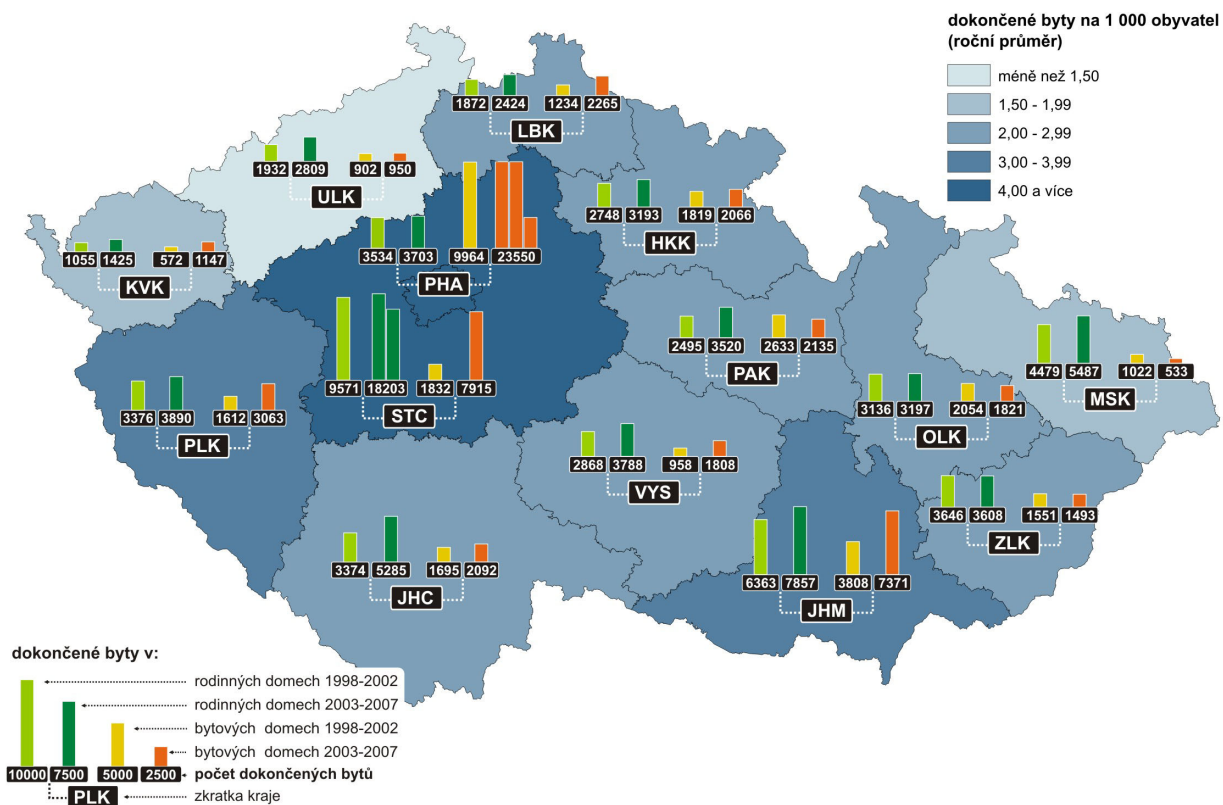 dokončené byty na 1 000 obyvatel
(roční průměr)
méně než 1,50
1,50 - 1,99
2,00 - 2,99
3,00 - 3,99
4,00 a více
1872 2424 1234 2265
LBK
1932 2809 902 950
ULK
2748 3193 1819 2066
HKK
1055 1425 572 1147
KVK
3534 3703 9964 23550
PHA
2495 3520 2633 2135
PAK
4479 5487 1022 533
MSK
9571 18203 1832 7915
STC
3376 3890 1612 3063
PLK
3136 3197 2054 1821
OLK
2868 3788 958 1808
VYS
3646 3608 1551 1493
ZLK
3374 5285 1695 2092
JHC
6363 7857 3808 7371
JHM
dokončené byty v:
rodinných domech 1998-2002
rodinných domech 2003-2007
bytových domech 1998-2002
bytových domech 2003-2007
10000 7500 5000 2500 počet dokončených bytů
PLK zkratka kraje